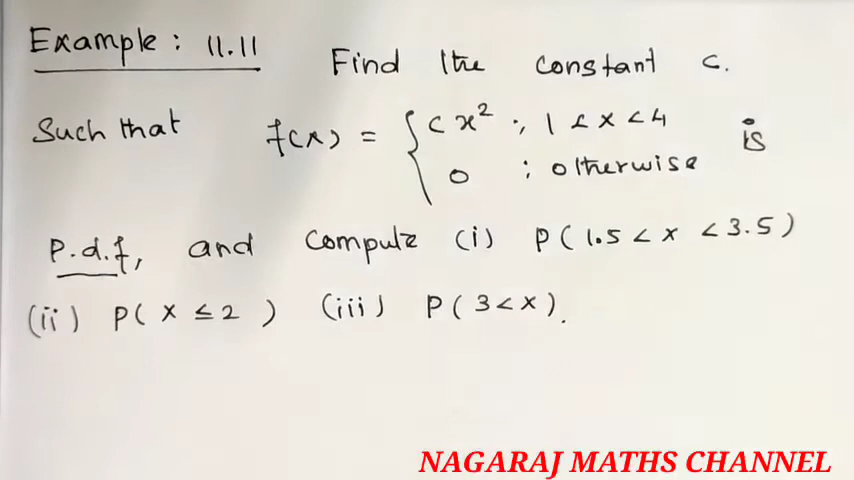 Example: 11.11 Find the constant c.
Such that f(x) = { cx² ; 1 < x < 4 is
0 ; otherwise
P.d.f, and compute (i) P(1.5 < x < 3.5)
(ii) P(x ≤ 2) (iii) P(3 < x).
NAGARAJ MATHS CHANNEL